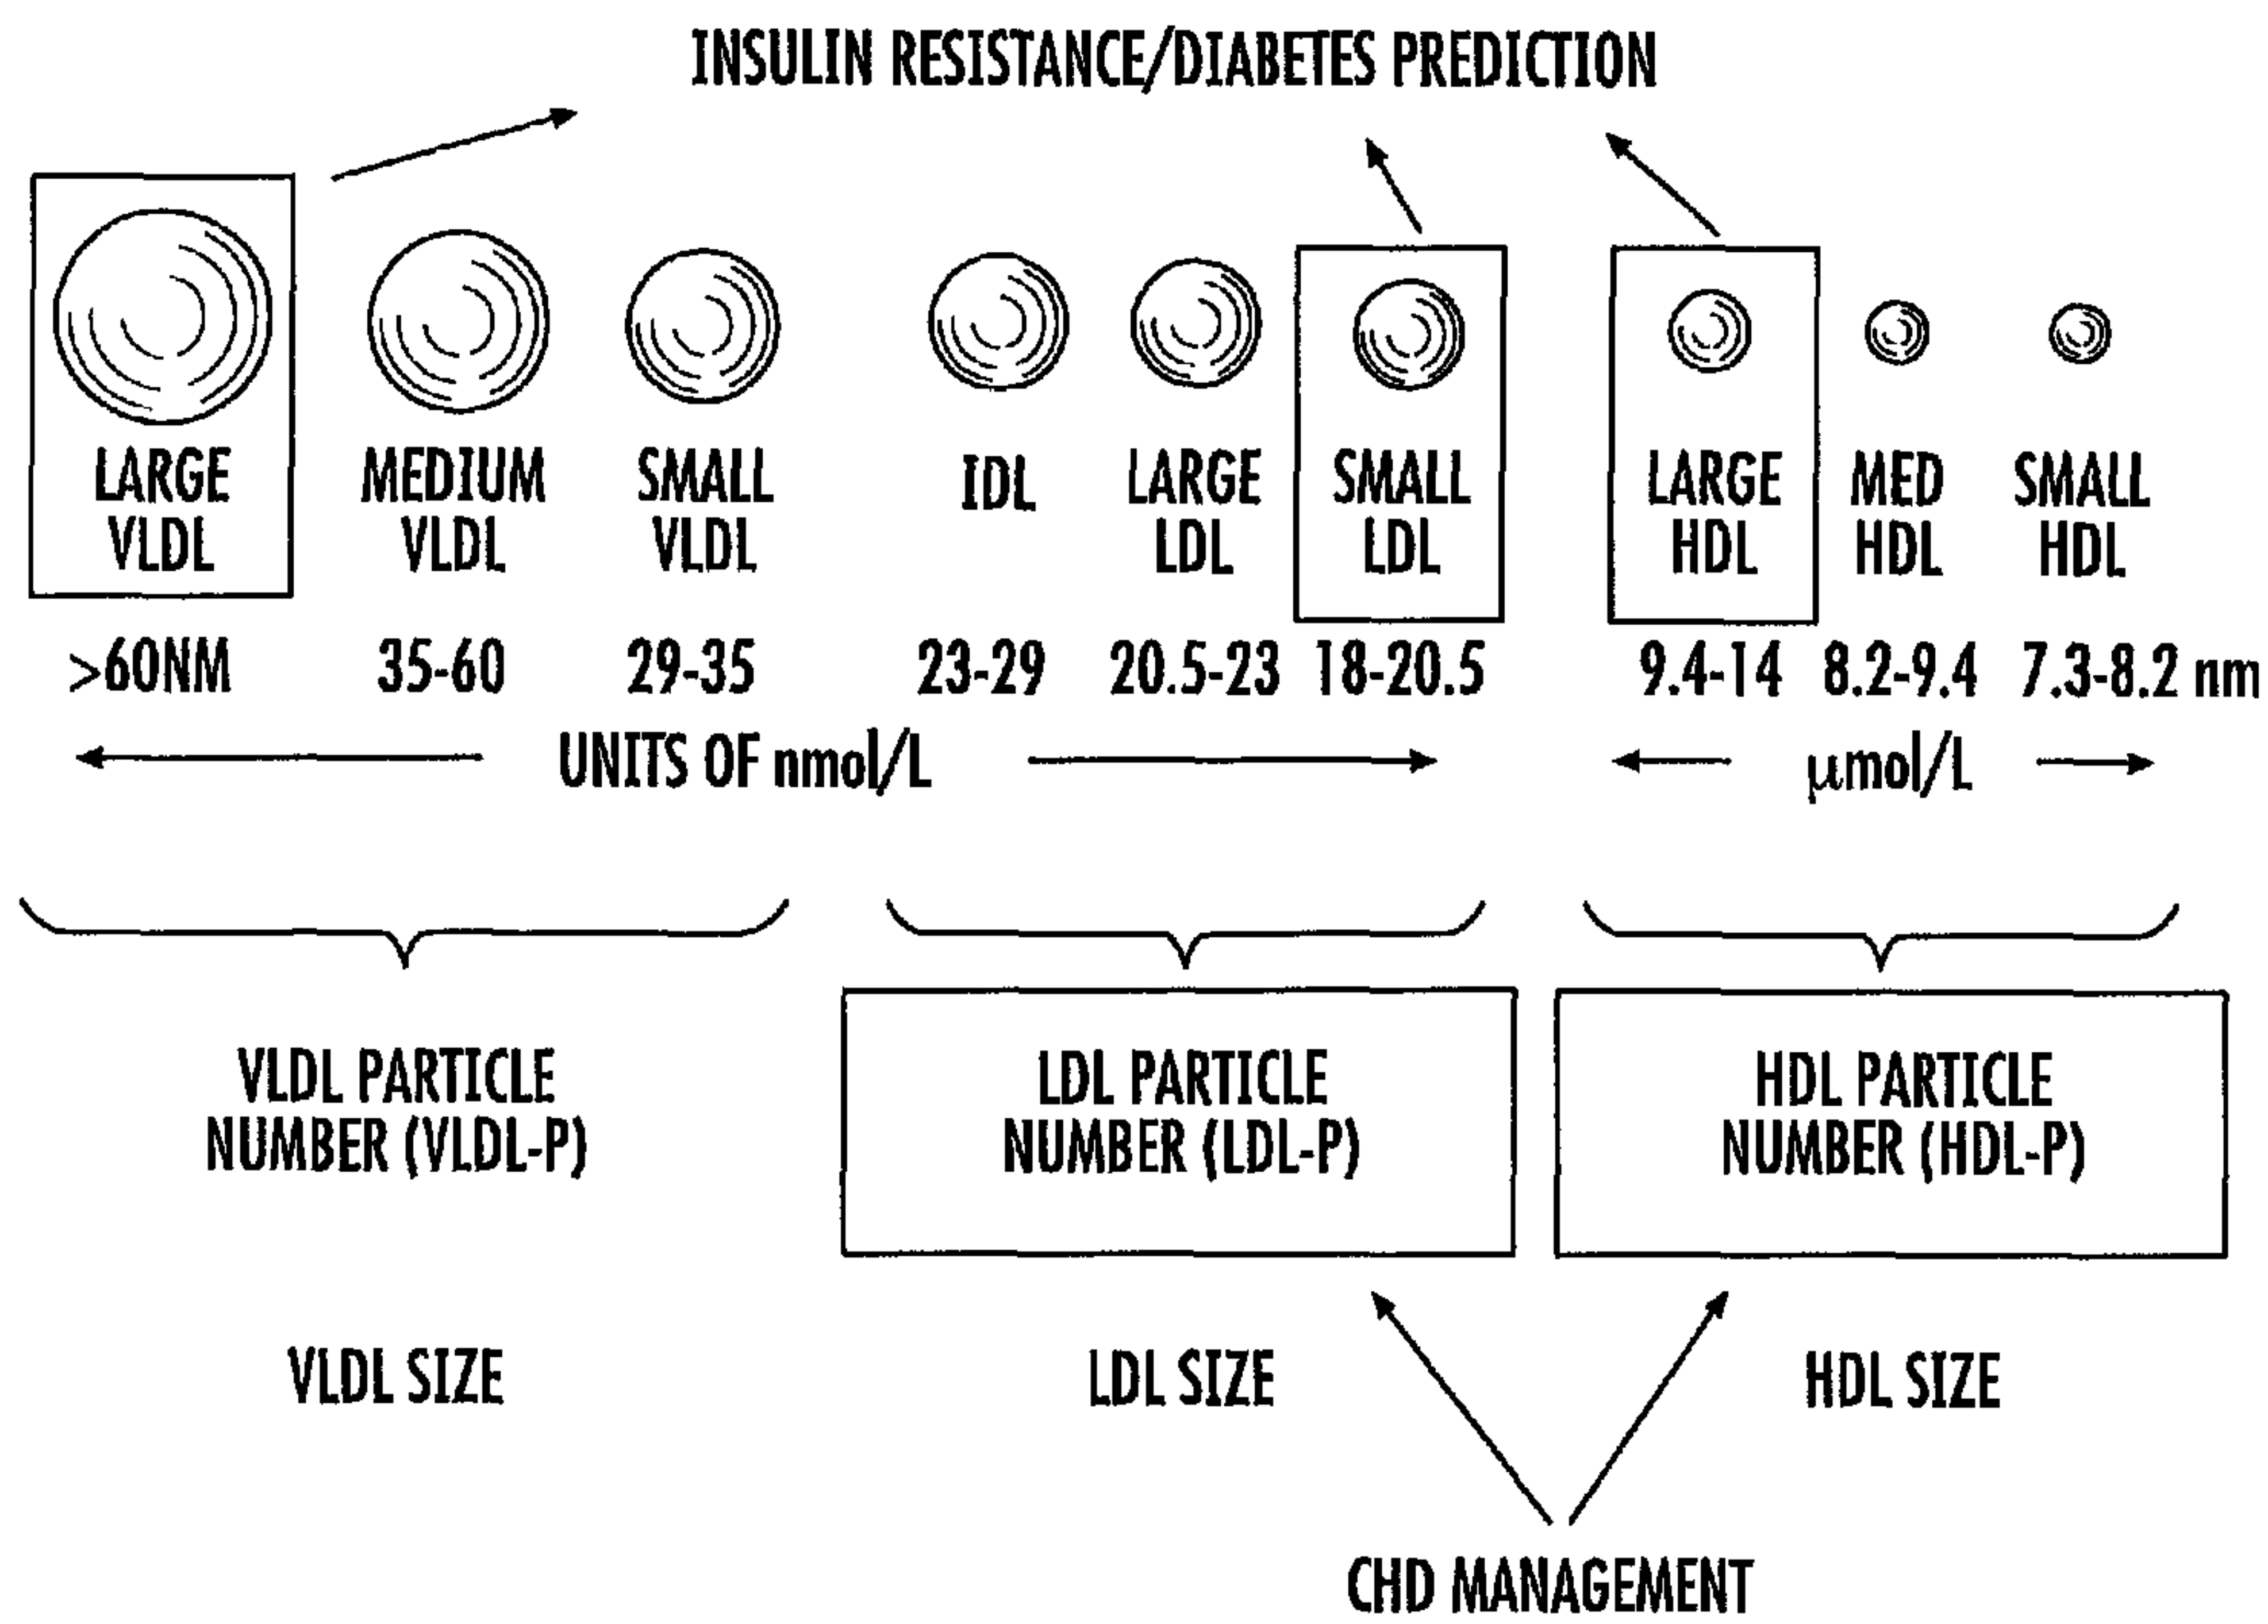 INSULIN RESISTANCE/DIABETES PREDICTION
LARGE
VLDL
MEDIUM
VLDL
SMALL
VLDL
IDL
LARGE
LDL
SMALL
LDL
LARGE
HDL
MED
HDL
SMALL
HDL
>60NM 35-60 29-35 23-29 20.5-23 18-20.5 9.4-14 8.2-9.4 7.3-8.2 nm
UNITS OF nmol/L μmol/L
VLDL PARTICLE
NUMBER (VLDL-P)
LDL PARTICLE
NUMBER (LDL-P)
HDL PARTICLE
NUMBER (HDL-P)
VLDL SIZE LDL SIZE HDL SIZE
CHD MANAGEMENT